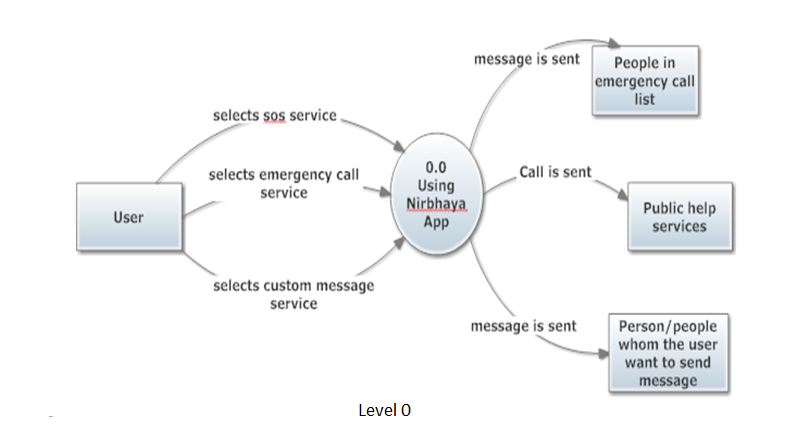 message is sent
People in
emergency call
list
selects sos service
selects emergency call
service
0.0
Using
Nirbhaya
App
Call is sent
User
Public help
services
selects custom message
service
message is sent
Person/people
whom the user
want to send
message
Level 0